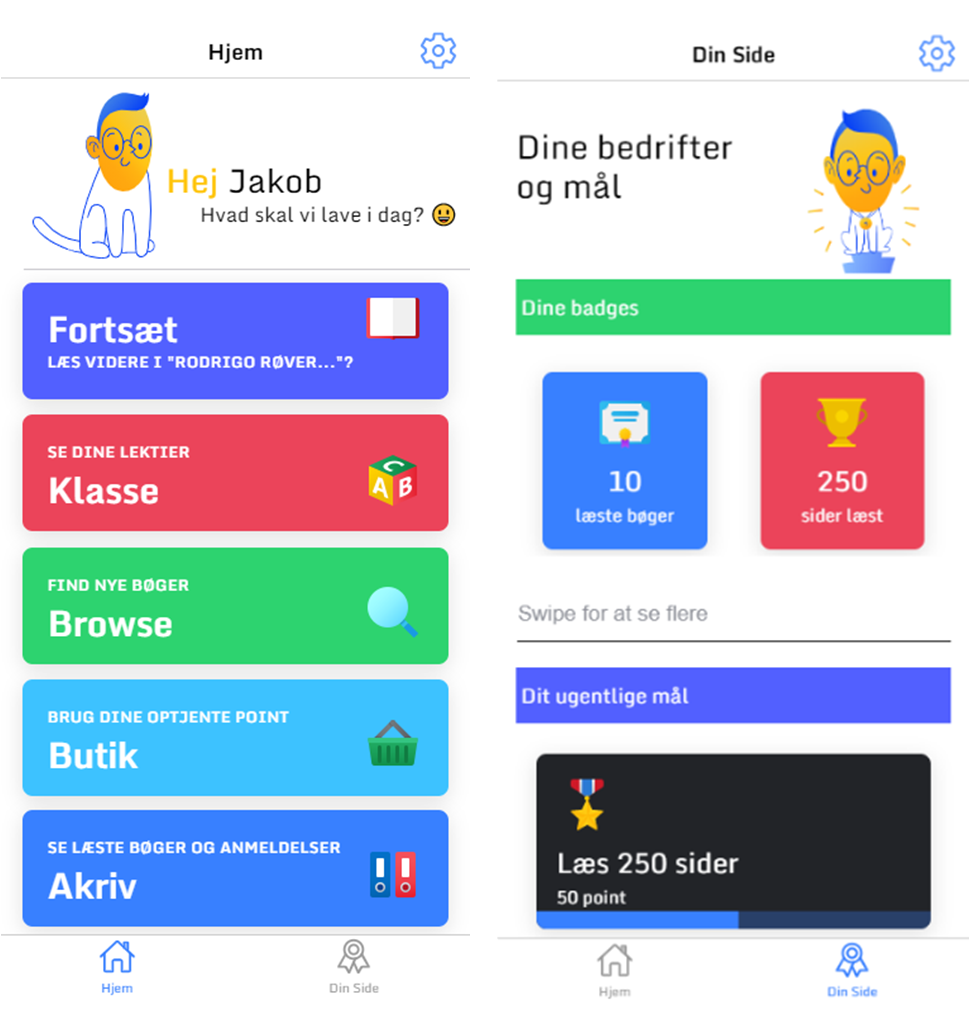 Hjem
Hej Jakob
Hvad skal vi lave i dag? 😃
Fortsæt
LÆS VIDERE I "RODRIGO RØVER..."?
SE DINE LEKTIER
Klasse
A B C
FIND NYE BØGER
Browse
BRUG DINE OPTJENTE POINT
Butik
SE LÆSTE BØGER OG ANMELDELSER
Akriv
Hjem
Din Side
Din Side
Dine bedrifter
og mål
Dine badges
10
læste bøger
250
sider læst
Swipe for at se flere
Dit ugentlige mål
Læs 250 sider
50 point
Hjem
Din Side